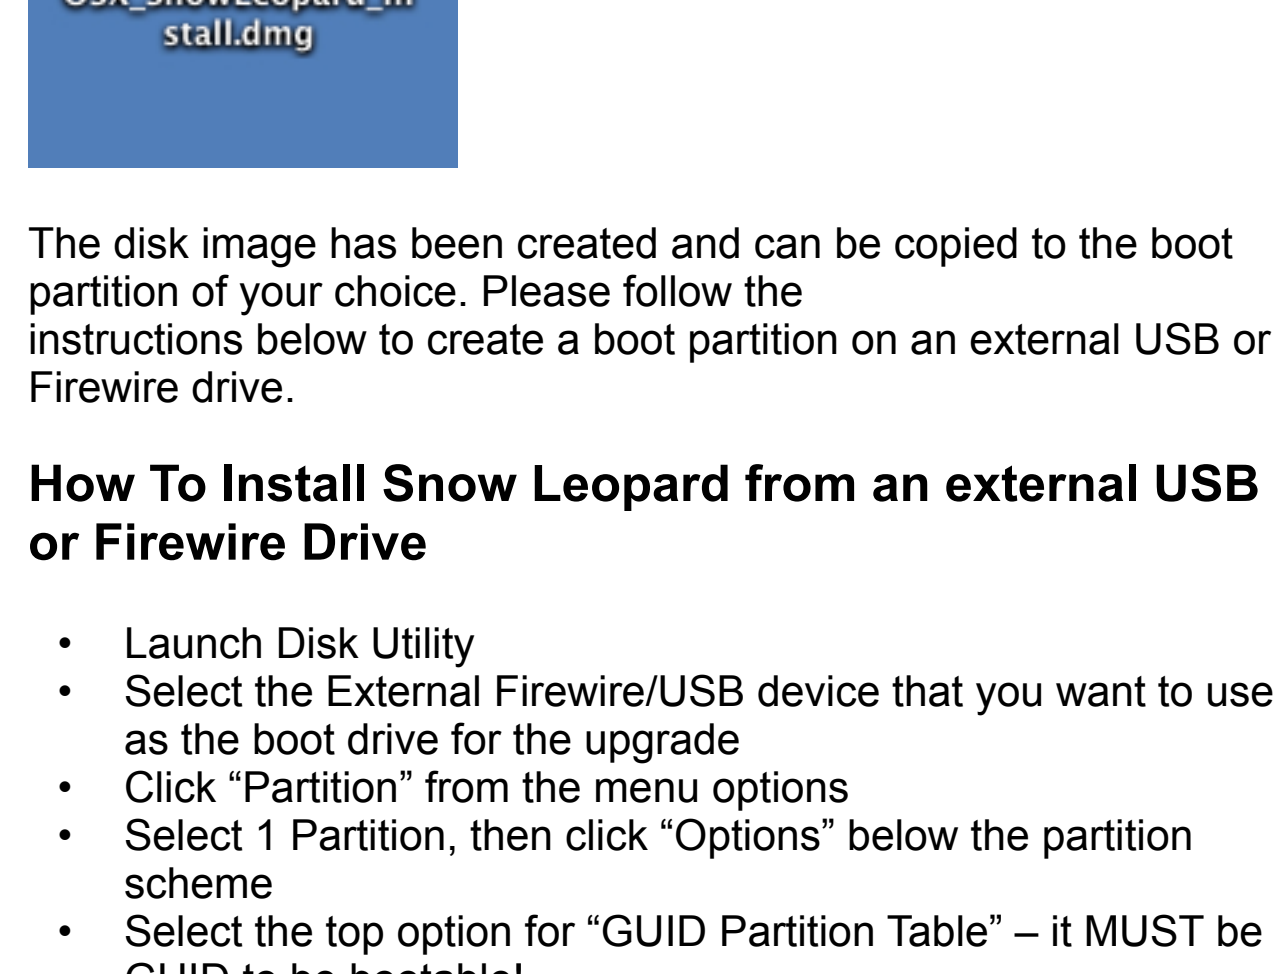 OSX_SnowLeopard_In
stall.dmg
The disk image has been created and can be copied to the boot
partition of your choice. Please follow the
instructions below to create a boot partition on an external USB or
Firewire drive.
How To Install Snow Leopard from an external USB
or Firewire Drive
• Launch Disk Utility
• Select the External Firewire/USB device that you want to use
as the boot drive for the upgrade
• Click “Partition” from the menu options
• Select 1 Partition, then click “Options” below the partition
scheme
• Select the top option for “GUID Partition Table” – it MUST be
GUID to be bootable!